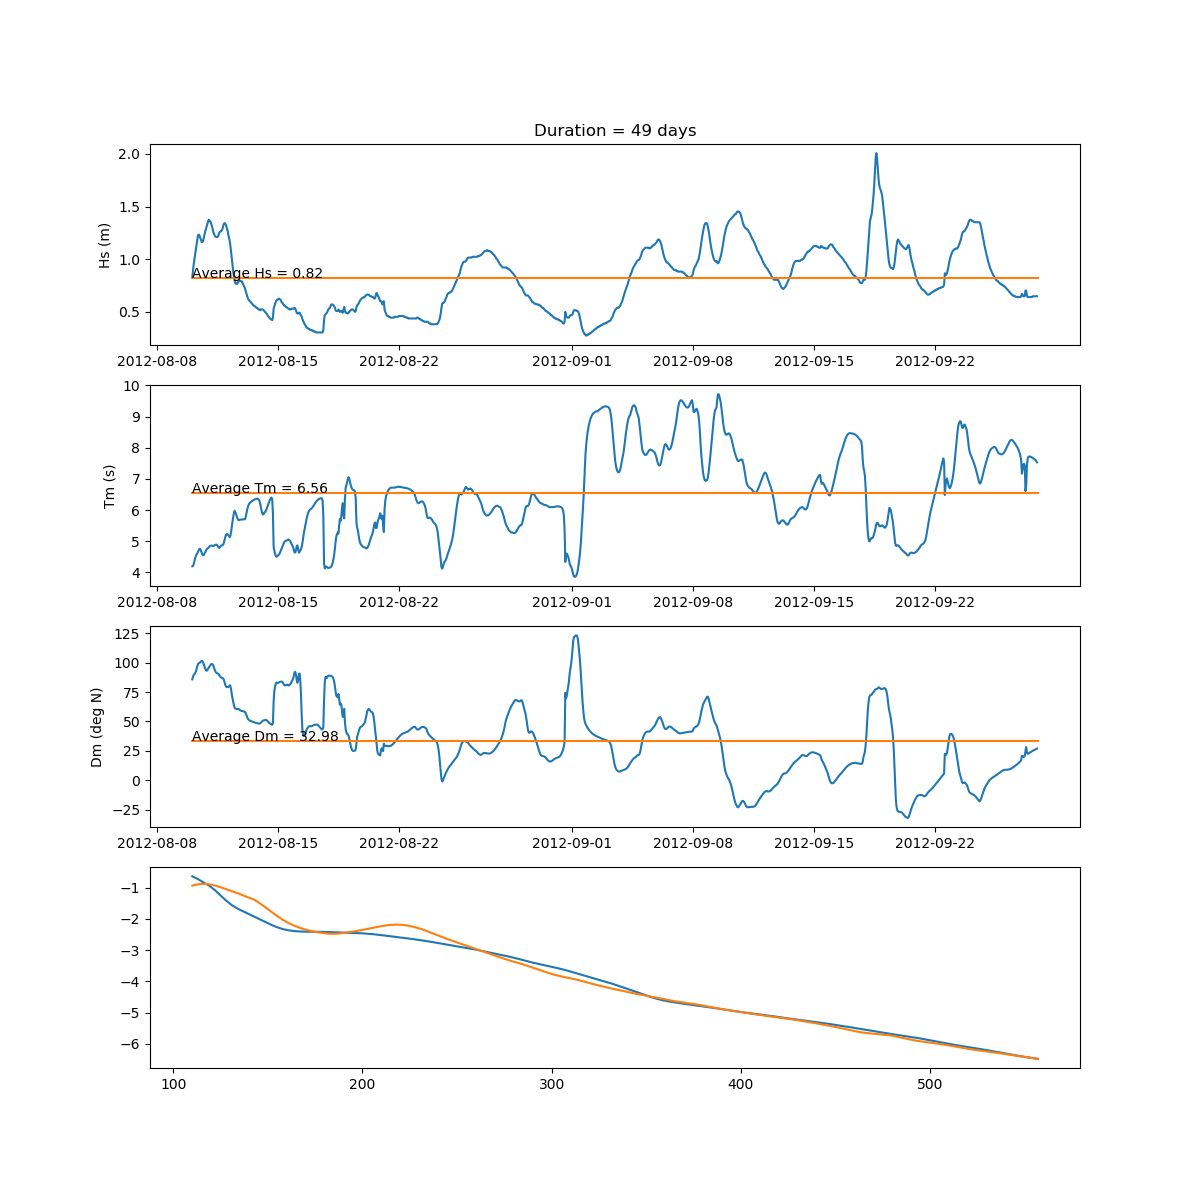 Duration = 49 days
2.0
1.5
1.0
0.5
Hs (m)
Average Hs = 0.82
2012-08-08 2012-08-15 2012-08-22 2012-09-01 2012-09-08 2012-09-15 2012-09-22
10
9
8
7
6
5
4
Tm (s)
Average Tm = 6.56
2012-08-08 2012-08-15 2012-08-22 2012-09-01 2012-09-08 2012-09-15 2012-09-22
125
100
75
50
25
0
−25
Dm (deg N)
Average Dm = 32.98
2012-08-08 2012-08-15 2012-08-22 2012-09-01 2012-09-08 2012-09-15 2012-09-22
−1
−2
−3
−4
−5
−6
100 200 300 400 500